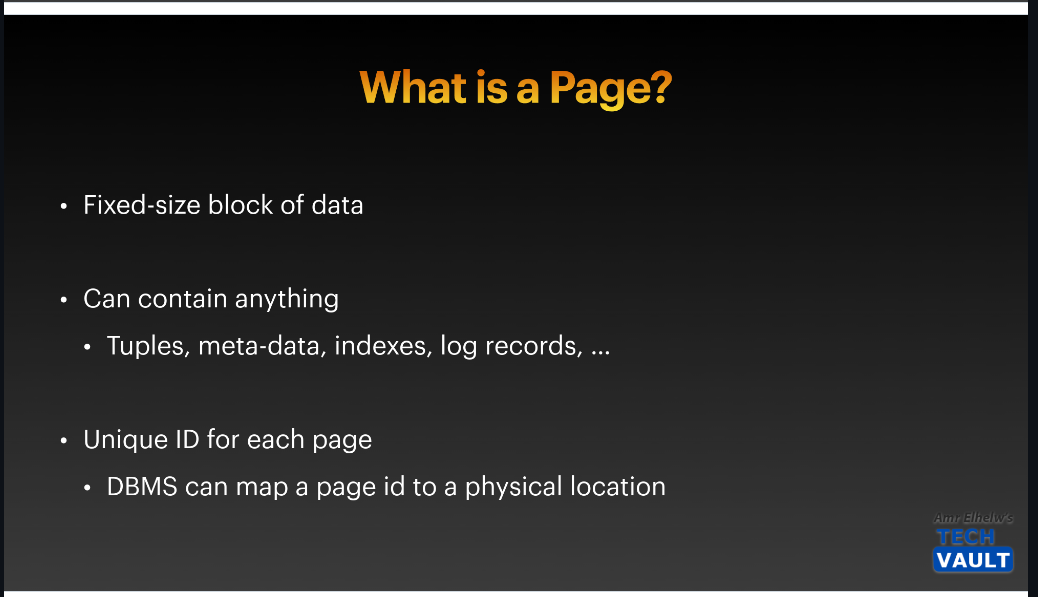 What is a Page?
• Fixed-size block of data
• Can contain anything
• Tuples, meta-data, indexes, log records, ...
• Unique ID for each page
• DBMS can map a page id to a physical location
Amr Elhelw's
TECH
VAULT